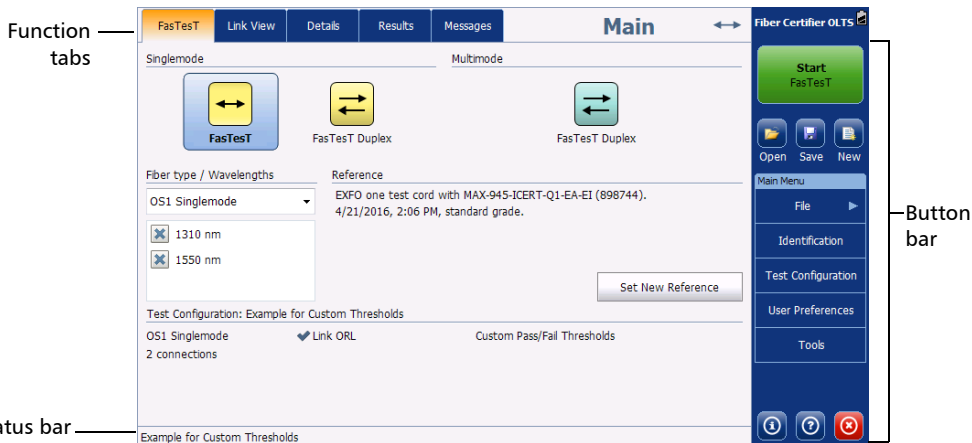 Function tabs
FasTesT Link View Details Results Messages Main Fiber Certifier OLTS
Singlemode Multimode
Start
FasTesT
FasTesT FasTesT Duplex FasTesT Duplex
Open Save New
Fiber type / Wavelengths Reference
Main Menu
OS1 Singlemode
EXFO one test cord with MAX-945-ICERT-Q1-EA-EI (898744).
4/21/2016, 2:06 PM, standard grade.
File
Button bar
1310 nm
Identification
1550 nm
Test Configuration
Set New Reference
User Preferences
Test Configuration: Example for Custom Thresholds
OS1 Singlemode Link ORL Custom Pass/Fail Thresholds
Tools
2 connections
atus bar
Example for Custom Thresholds